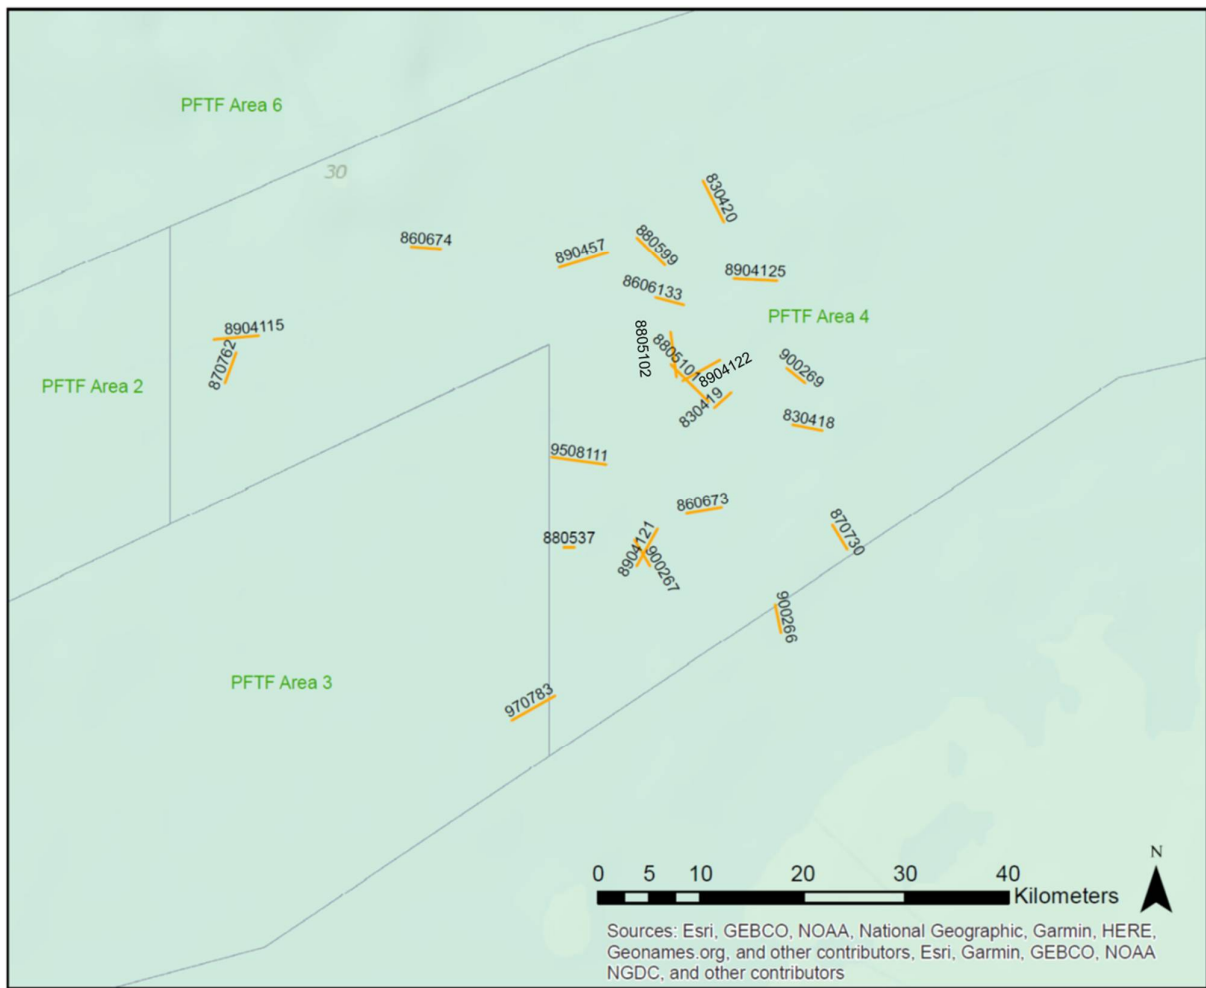 PFTF Area 6
30
830420
860674
890457
880599
8904125
8606133
PFTF Area 4
8904115
870762
PFTF Area 2
8805102
8805101
8904122
900269
830419
830418
9508111
860673
880537
8904121
900267
870730
900266
PFTF Area 3
970783
N
0 5 10 20 30 40
Kilometers
Sources: Esri, GEBCO, NOAA, National Geographic, Garmin, HERE,
Geonames.org, and other contributors, Esri, Garmin, GEBCO, NOAA
NGDC, and other contributors